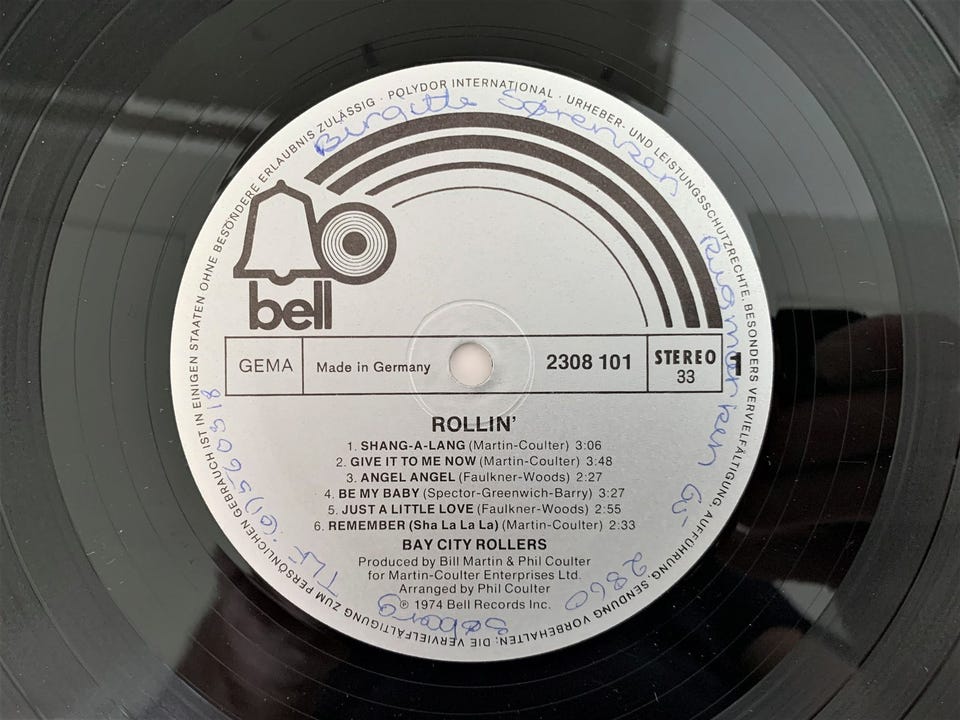 POLYDOR INTERNATIONAL · URHEBER- UND LEISTUNGSSCHUTZRECHTE, BESONDERS VERVIELFÄLTIGUNG, AUFFÜHRUNG, SENDUNG VORBEHALTEN; DIE VERVIELFÄLTIGUNG ZUM PERSÖNLICHEN GEBRAUCH IST IN EINIGEN STAATEN OHNE BESONDERE ERLAUBNIS ZULÄSSIG ·
Birgitte Sørensen
2860 Søborg
TLF: (01) 560318
bell
GEMA
Made in Germany
2308 101
STEREO
33
1
ROLLIN'
1. SHANG-A-LANG (Martin-Coulter) 3:06
2. GIVE IT TO ME NOW (Martin-Coulter) 3:48
3. ANGEL ANGEL (Faulkner-Woods) 2:27
4. BE MY BABY (Spector-Greenwich-Barry) 3:27
5. JUST A LITTLE LOVE (Faulkner-Woods) 2:55
6. REMEMBER (Sha La La La) (Martin-Coulter) 2:33
BAY CITY ROLLERS
Produced by Bill Martin & Phil Coulter
for Martin-Coulter Enterprises Ltd.
Arranged by Phil Coulter
℗ 1974 Bell Records Inc.